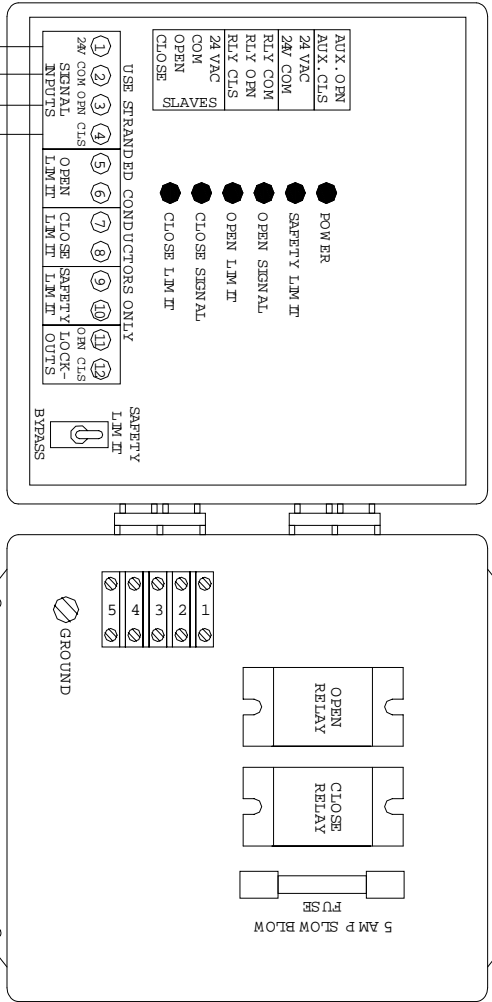 AUX.OPN
AUX.CLS
24 VAC
24V COM
RLY COM
RLY OPN
RLY CLS
24 VAC
COM
OPEN
CLOSE
SLAVES
POWER
SAFETY LIMIT
OPEN SIGNAL
OPEN LIMIT
CLOSE SIGNAL
CLOSE LIMIT
USE STRANDED CONDUCTORS ONLY
1 2 3 4 5 6 7 8 9 10 11 12
24V COM OPN CLS
SIGNAL
INPUTS
OPEN
LIMIT
CLOSE
LIMIT
SAFETY
LIMIT
OPN CLS
LOCK-
OUTS
SAFETY
LIMIT
BYPASS
5 4 3 2 1
GROUND
OPEN
RELAY
CLOSE
RELAY
5 AMP SLOW BLOW
FUSE